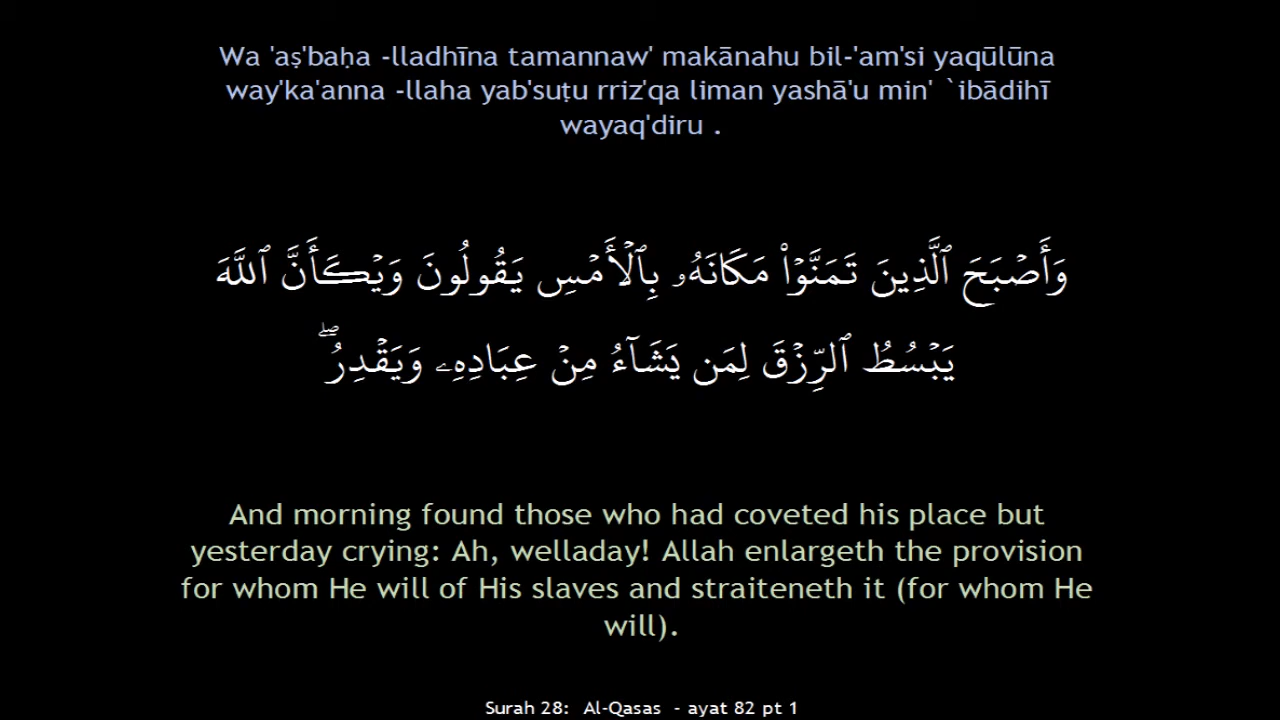 Wa 'aṣ'baḥa -lladhīna tamannaw' makānahu bil-'am'si yaqūlūna
way'ka'anna -llaha yab'suṭu rriz'qa liman yashā'u min' `ibādihī
wayaq'diru .
وَأَصۡبَحَ ٱلَّذِينَ تَمَنَّوۡاْ مَكَانَهُۥ بِٱلۡأَمۡسِ يَقُولُونَ وَيۡكَأَنَّ ٱللَّهَ
يَبۡسُطُ ٱلرِّزۡقَ لِمَن يَشَآءُ مِنۡ عِبَادِهِۦ وَيَقۡدِرُۖ
And morning found those who had coveted his place but
yesterday crying: Ah, welladay! Allah enlargeth the provision
for whom He will of His slaves and straiteneth it (for whom He
will).
Surah 28: Al-Qasas - ayat 82 pt 1